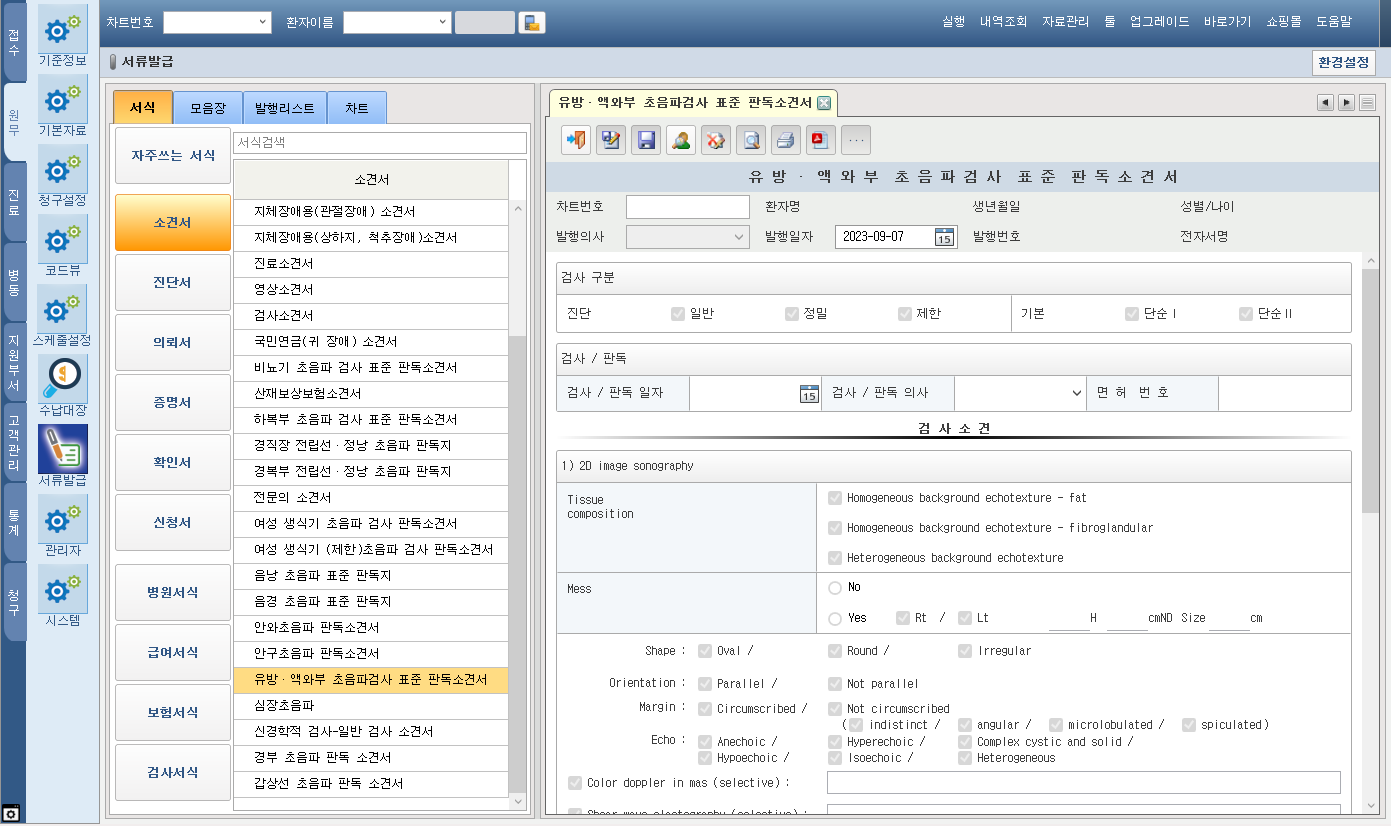 차트번호 환자이름 실행 내역조회 자료관리 툴 업그레이드 바로가기 쇼핑몰 도움말
접수
원무
진료
병동
지원부서
고객관리
통계
청구
기준정보
기본자료
청구설정
코드뷰
스케줄설정
수납대장
서류발급
관리자
시스템
서류발급 환경설정
서식 모음장 발행리스트 차트
자주쓰는 서식
소견서
진단서
의뢰서
증명서
확인서
신청서
병원서식
급여서식
보험서식
검사서식
서식검색
소견서
지체장애용(관절장애) 소견서
지체장애용(상하지, 척추장애)소견서
진료소견서
영상소견서
검사소견서
국민연금(귀 장애) 소견서
비뇨기 초음파 검사 표준 판독소견서
산재보상보험소견서
하복부 초음파 검사 표준 판독소견서
경직장 전립선·정낭 초음파 판독지
경복부 전립선·정낭 초음파 판독지
전문의 소견서
여성 생식기 초음파 검사 판독소견서
여성 생식기 (제한)초음파 검사 판독소견서
음낭 초음파 표준 판독지
음경 초음파 표준 판독지
안와초음파 판독소견서
안구초음파 판독소견서
유방·액와부 초음파검사 표준 판독소견서
심장초음파
신경학적 검사-일반 검사 소견서
경부 초음파 판독 소견서
갑상선 초음파 판독 소견서
유방·액와부 초음파검사 표준 판독소견서
유 방 · 액 와 부 초 음 파 검 사 표 준 판 독 소 견 서
차트번호 환자명 생년월일 성별/나이
발행의사 발행일자 2023-09-07 15 발행번호 전자서명
검사 구분
진단 일반 정밀 제한 기본 단순Ⅰ 단순Ⅱ
검사 / 판독
검사 / 판독 일자 15 검사 / 판독 의사 면 허 번 호
검 사 소 견
1) 2D image sonography
Tissue
composition
Homogeneous background echotexture - fat
Homogeneous background echotexture - fibroglandular
Heterogeneous background echotexture
Mess No
Yes Rt / Lt H cmND Size cm
Shape : Oval / Round / Irregular
Orientation : Parallel / Not parallel
Margin : Circumscribed / Not circumscribed
( indistinct / angular / microlobulated / spiculated)
Echo : Anechoic / Hyperechoic / Complex cystic and solid /
Hypoechoic / Isoechoic / Heterogeneous
Color doppler in mas (selective) :